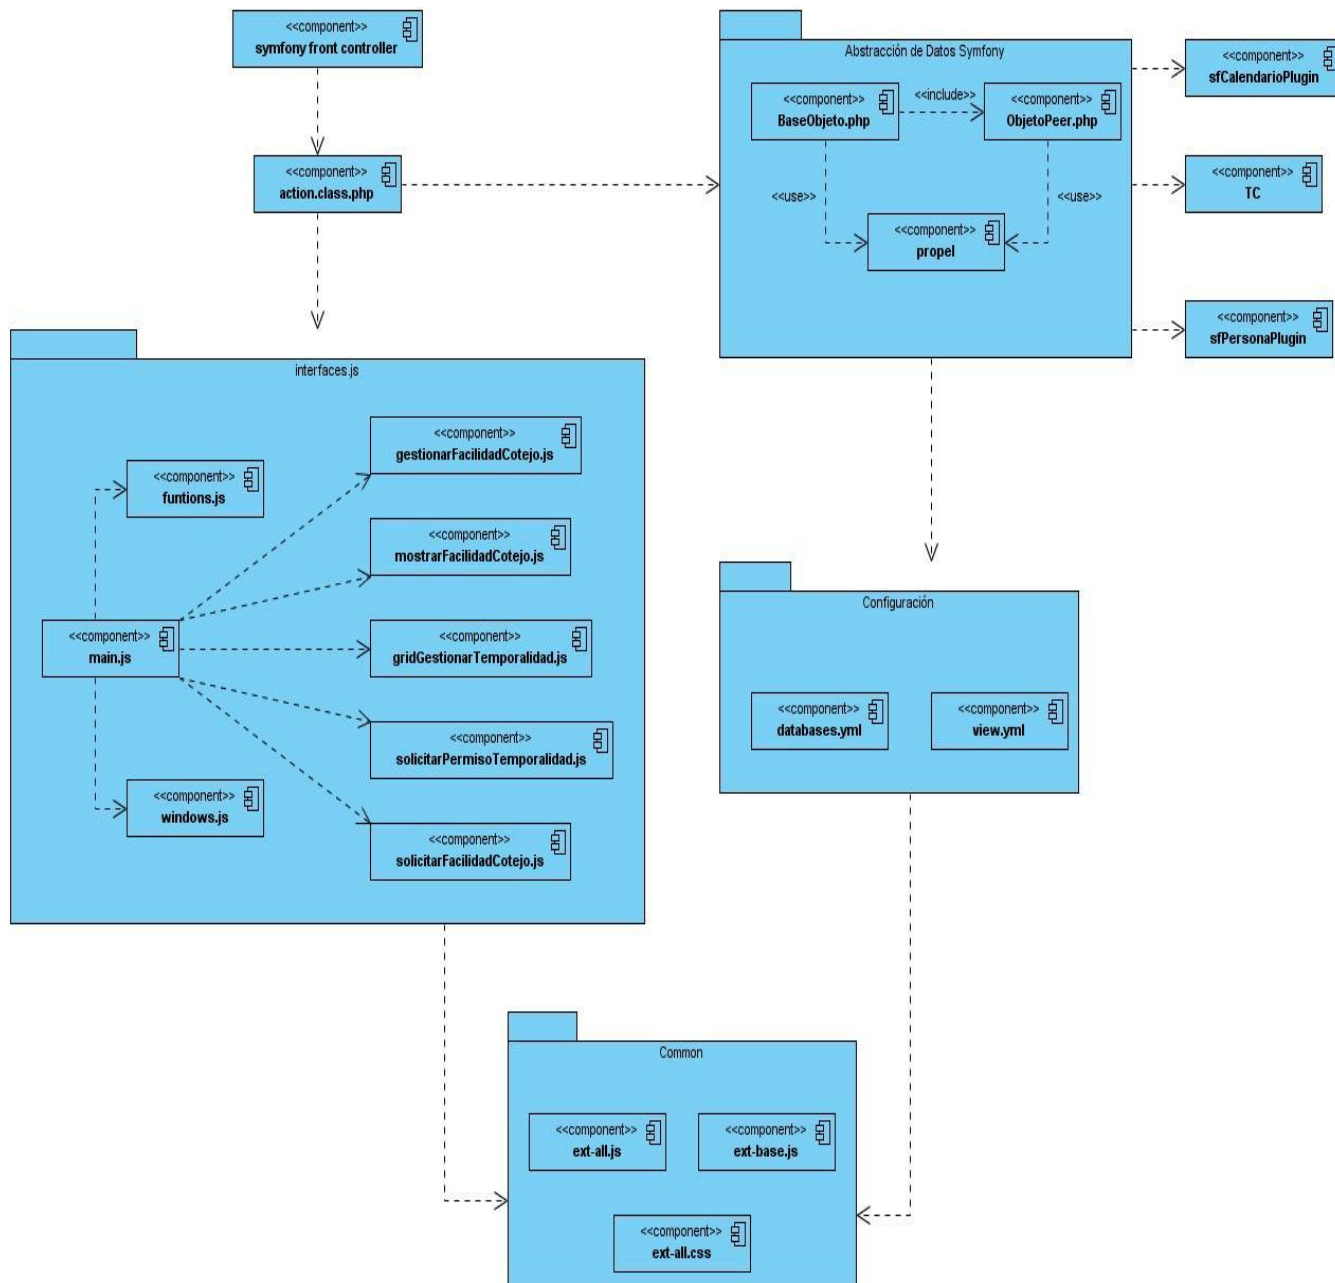 <<component>>
symfony front controller
<<component>>
action.class.php
Abstracción de Datos Symfony
<<component>>
BaseObjeto.php
<<include>>
<<component>>
ObjetoPeer.php
<<use>>
<<use>>
<<component>>
propel
<<component>>
sfCalendarioPlugin
<<component>>
TC
<<component>>
sfPersonaPlugin
interfaces.js
<<component>>
gestionarFacilidadCotejo.js
<<component>>
funtions.js
<<component>>
mostrarFacilidadCotejo.js
<<component>>
main.js
<<component>>
gridGestionarTemporalidad.js
<<component>>
solicitarPermisoTemporalidad.js
<<component>>
windows.js
<<component>>
solicitarFacilidadCotejo.js
Configuración
<<component>>
databases.yml
<<component>>
view.yml
Common
<<component>>
ext-all.js
<<component>>
ext-base.js
<<component>>
ext-all.css